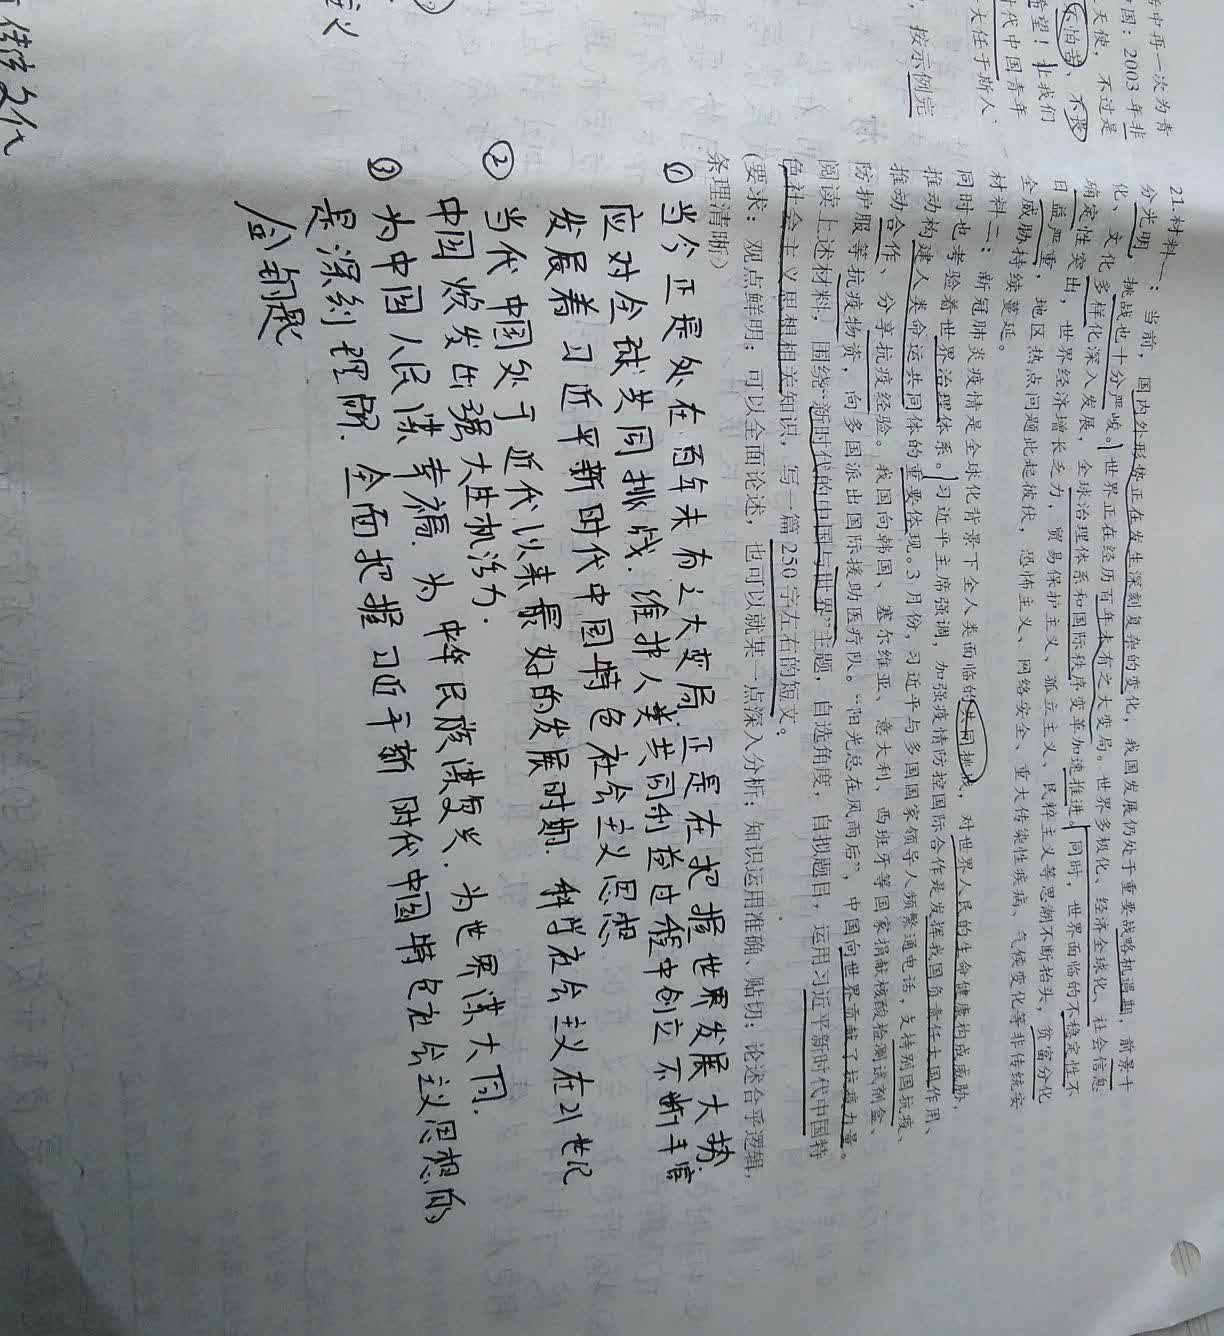 中再一次为青
国：2003年非
天使，不过是
不怕苦、不畏
希望！让我们
时代中国青年
大任于斯人，
，按示例完
21.材料一：当前，国内外形势正在发生深刻复杂的变化，我国发展仍处于重要战略机遇期，前景十
分光明，挑战也十分严峻。世界正在经历百年未有之大变局。世界多极化、经济全球化、社会信息
化、文化多样化深入发展，全球治理体系和国际秩序变革加速推进。同时，世界面临的不稳定性不
确定性突出，世界经济增长乏力，贸易保护主义、孤立主义、民粹主义等思潮不断抬头，贫富分化
日益严重，地区热点问题此起彼伏，恐怖主义、网络安全、重大传染性疾病、气候变化等非传统安
全威胁持续蔓延。
材料二：新冠肺炎疫情是全球化背景下全人类面临的共同挑战，对世界人民的生命健康构成威胁，
同时也考验着世界治理体系。习近平主席强调，加强疫情防控国际合作是发挥我国负责任大国作用、
推动构建人类命运共同体的重要体现。3月份，习近平与多国国家领导人频繁通电话，支持别国抗疫、
推动合作、分享抗疫经验。我国向韩国、塞尔维亚、意大利、西班牙等国家捐献核酸检测试剂盒、
防护服等抗疫物资，向多国派出国际援助医疗队。“阳光总在风雨后”，中国向世界贡献了抗疫力量。
阅读上述材料，围绕“新时代的中国与世界”主题，自选角度，自拟题目，运用习近平新时代中国特
色社会主义思想相关知识，写一篇250字左右的短文。
（要求：观点鲜明；可以全面论述，也可以就某一点深入分析；知识运用准确、贴切；论述合乎逻辑，
条理清晰）
① 当今正是处在百年未有之大变局.正是在把握世界发展大势.
应对全球共同挑战.维护人类共同利益过程中创立不断丰富
发展着习近平新时代中国特色社会主义思想
② 当代中国处于近代以来最好的发展时期.科学社会主义在21世纪
中国焕发出强大生机活力.
③ 为中国人民谋幸福.为中华民族谋复兴.为世界谋大同.
是深刻理解.全面把握习近平新时代中国特色社会主义思想的
金钥匙
义
传统文化